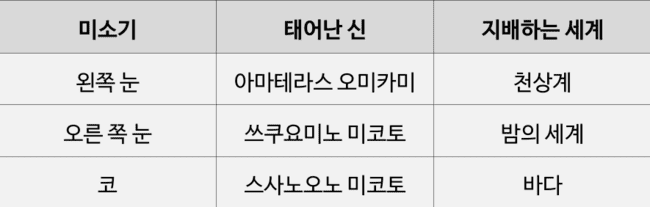 미소기 태어난 신 지배하는 세계
왼쪽 눈 아마테라스 오미카미 천상계
오른 쪽 눈 쓰쿠요미노 미코토 밤의 세계
코 스사노오노 미코토 바다